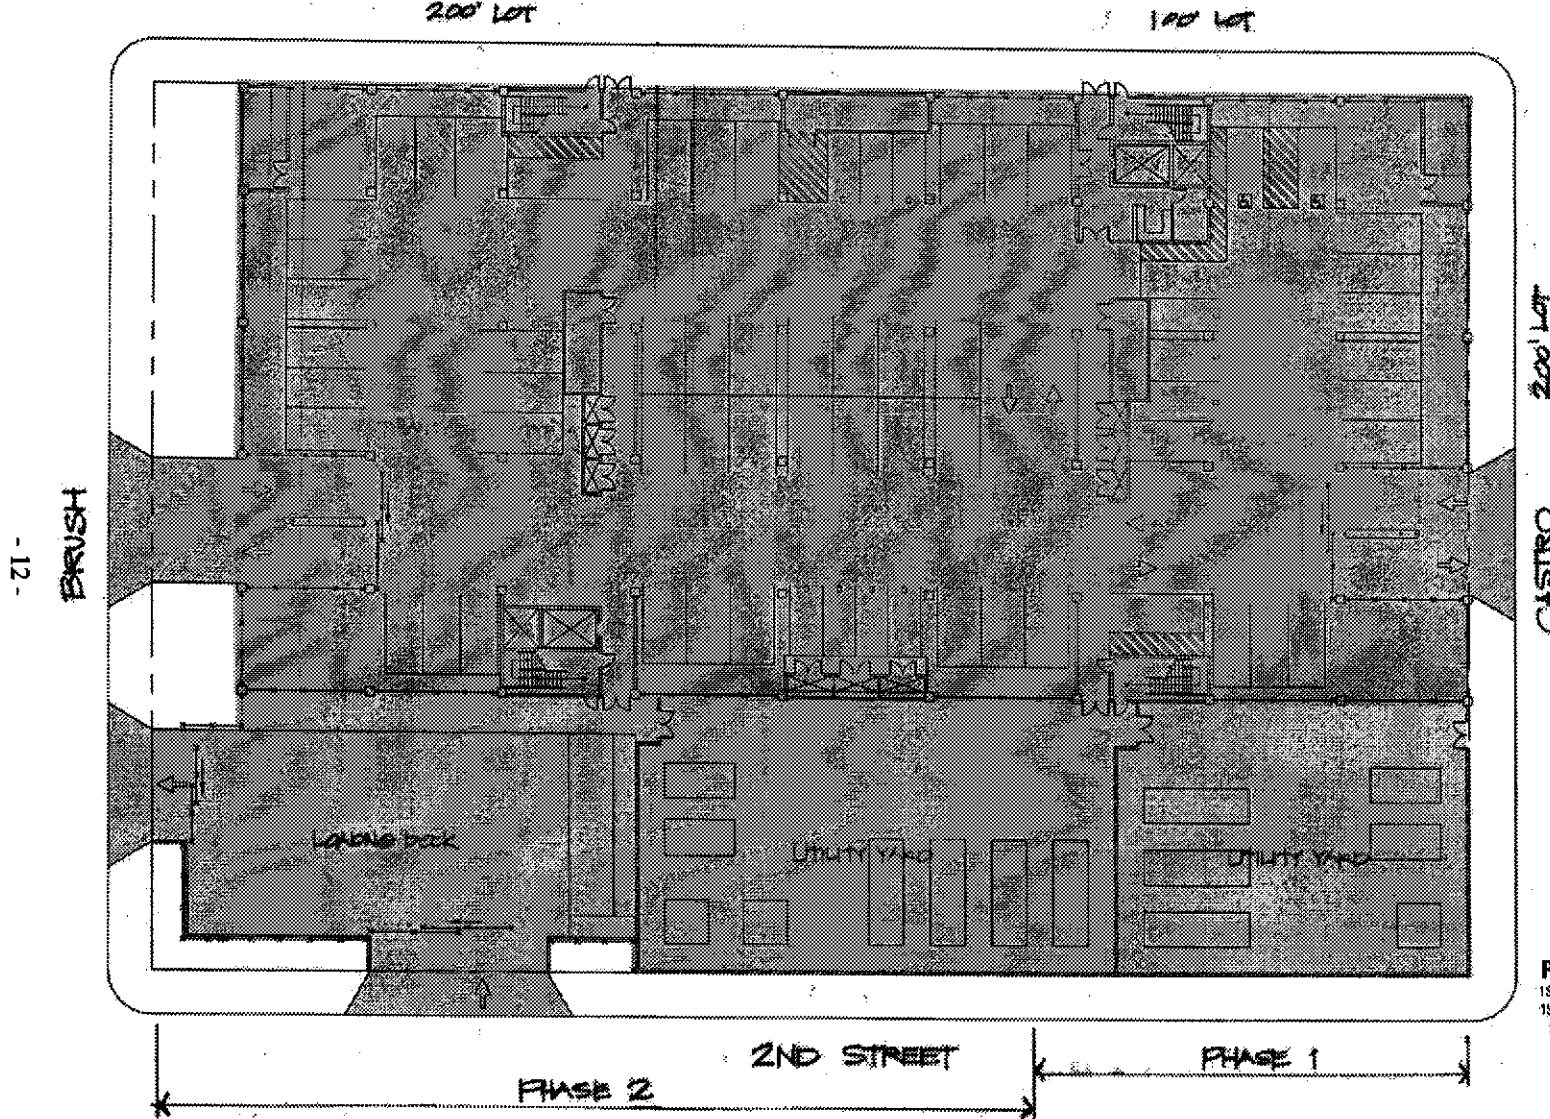 200' LOT
100' LOT
200' LOT
BRUSH
CASTRO
- 12 -
LOADING DECK
UTILITY YARD
UTILITY YARD
2ND STREET
PHASE 1
PHASE 2